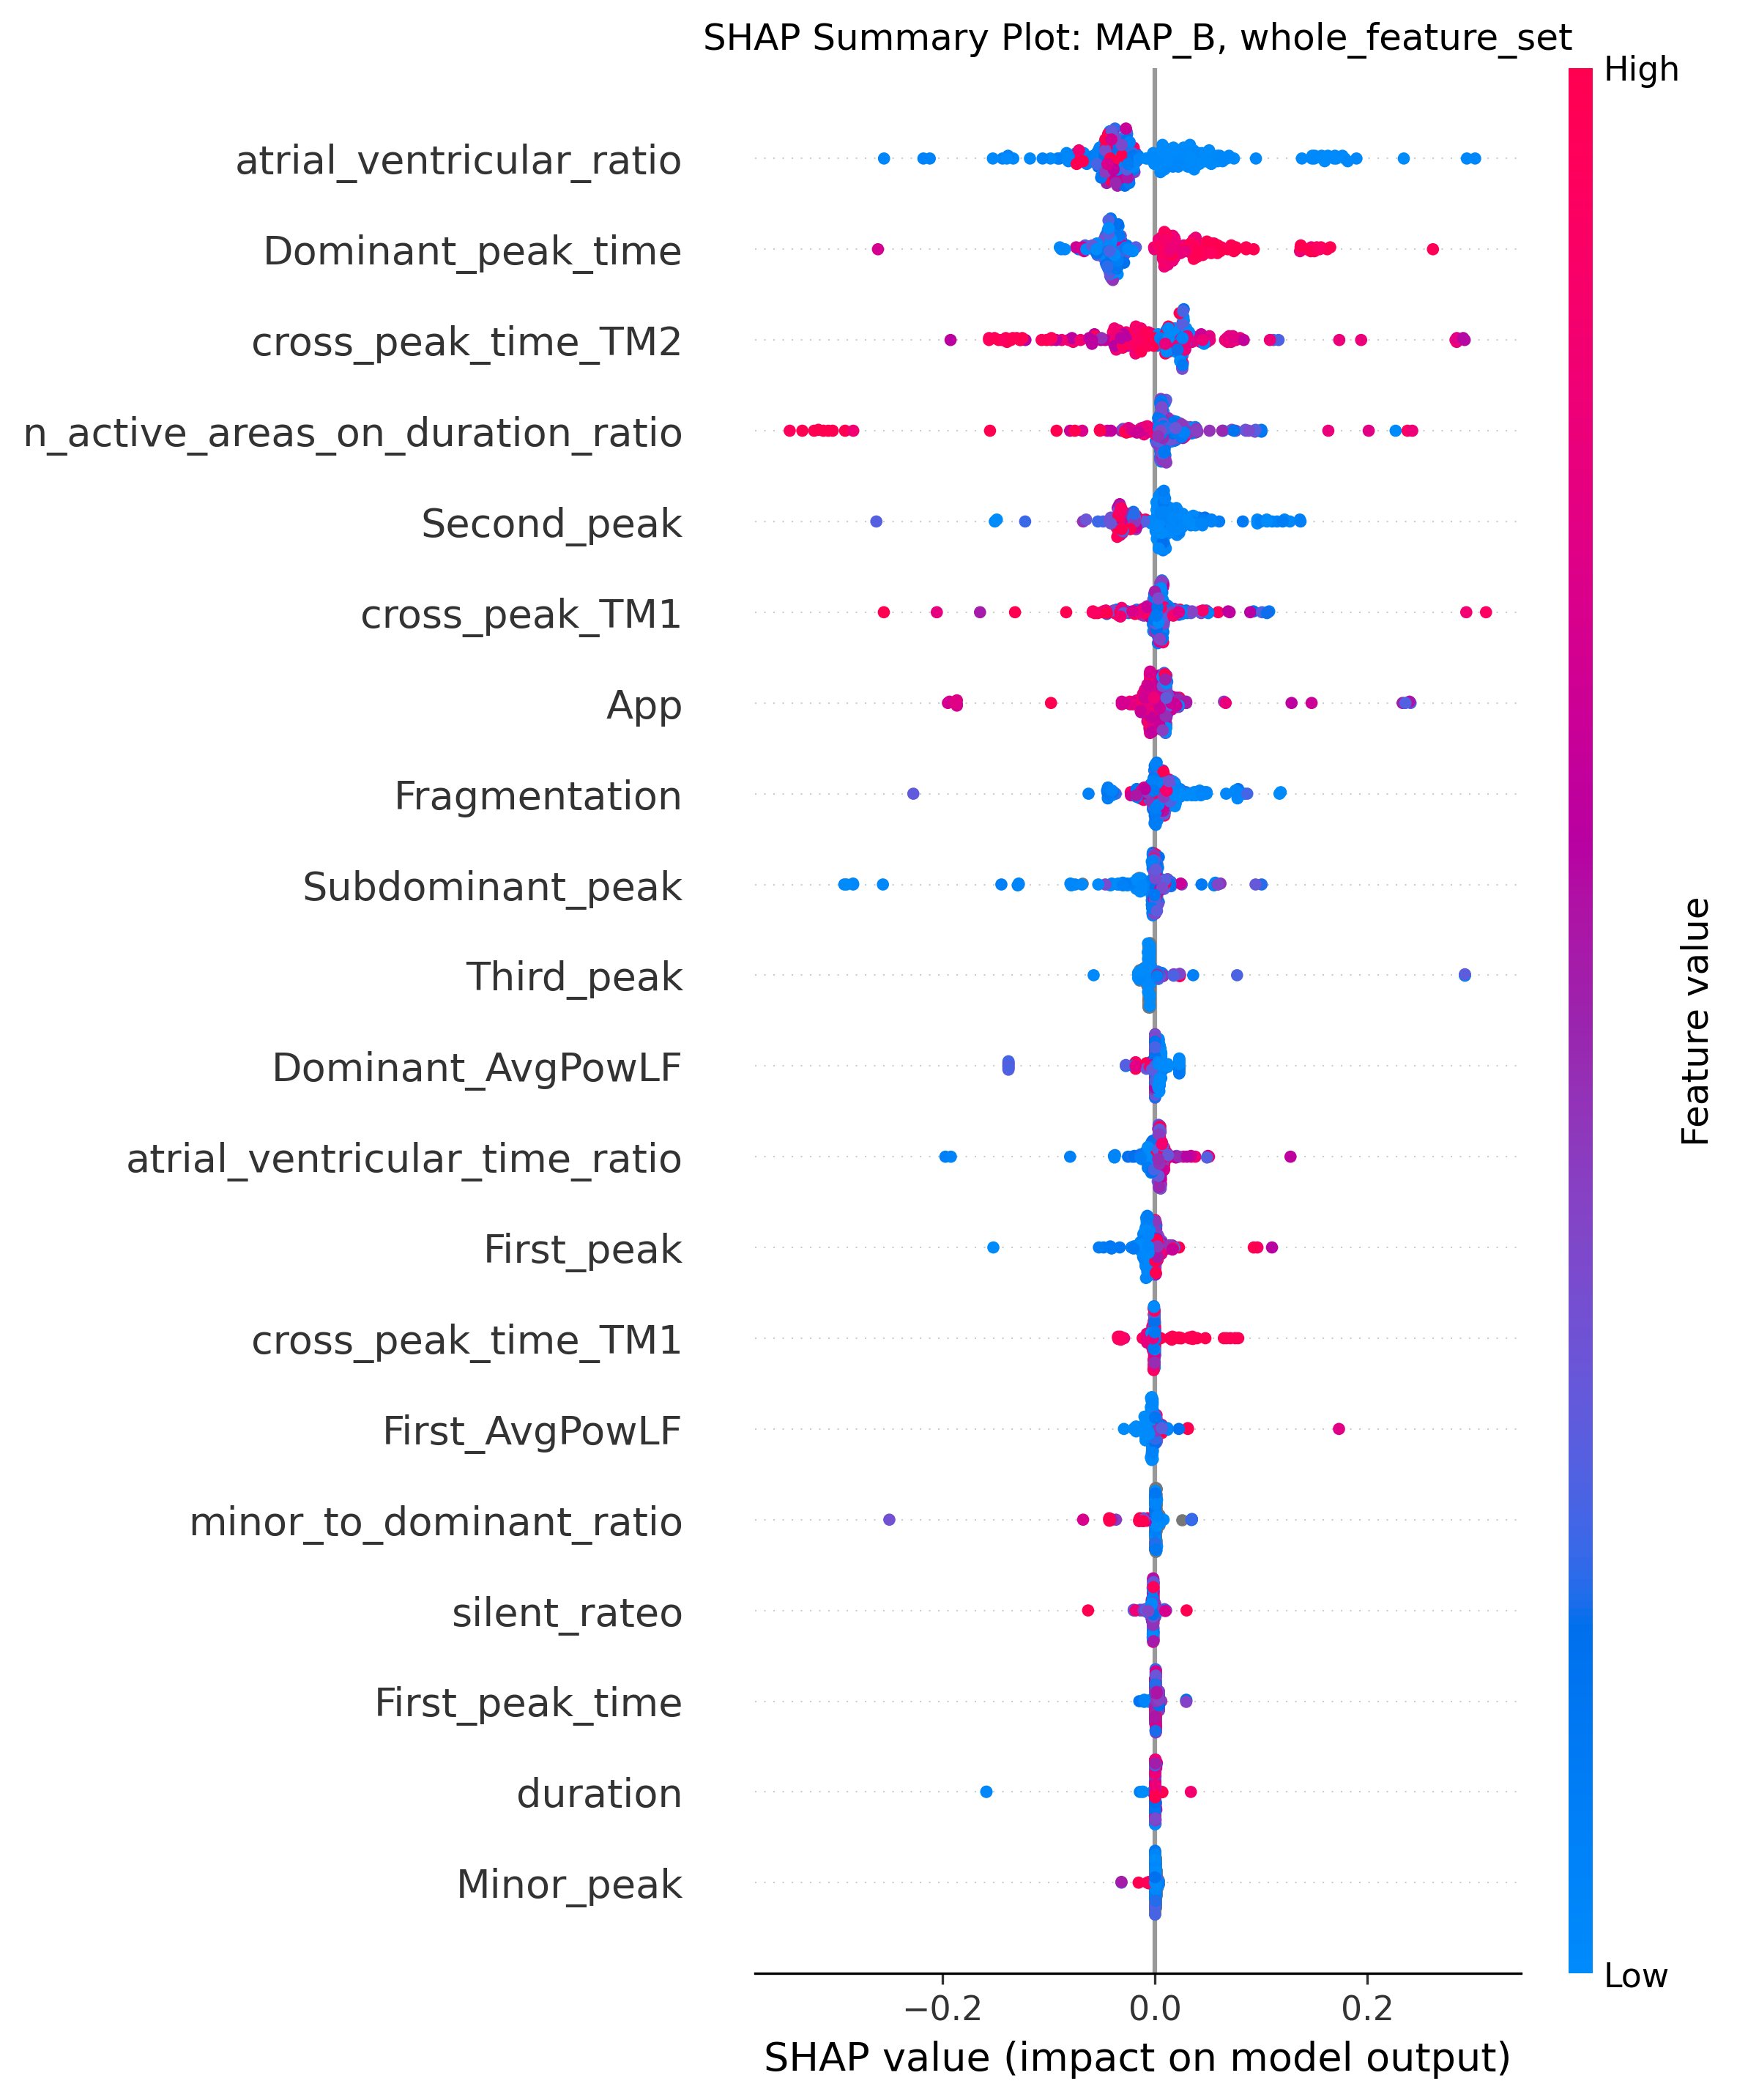 SHAP Summary Plot: MAP_B, whole_feature_set
High
atrial_ventricular_ratio
Dominant_peak_time
cross_peak_time_TM2
n_active_areas_on_duration_ratio
Second_peak
cross_peak_TM1
App
Fragmentation
Subdominant_peak
Third_peak
Dominant_AvgPowLF
atrial_ventricular_time_ratio
First_peak
cross_peak_time_TM1
First_AvgPowLF
minor_to_dominant_ratio
silent_rateo
First_peak_time
duration
Minor_peak
Feature value
Low
−0.2 0.0 0.2
SHAP value (impact on model output)